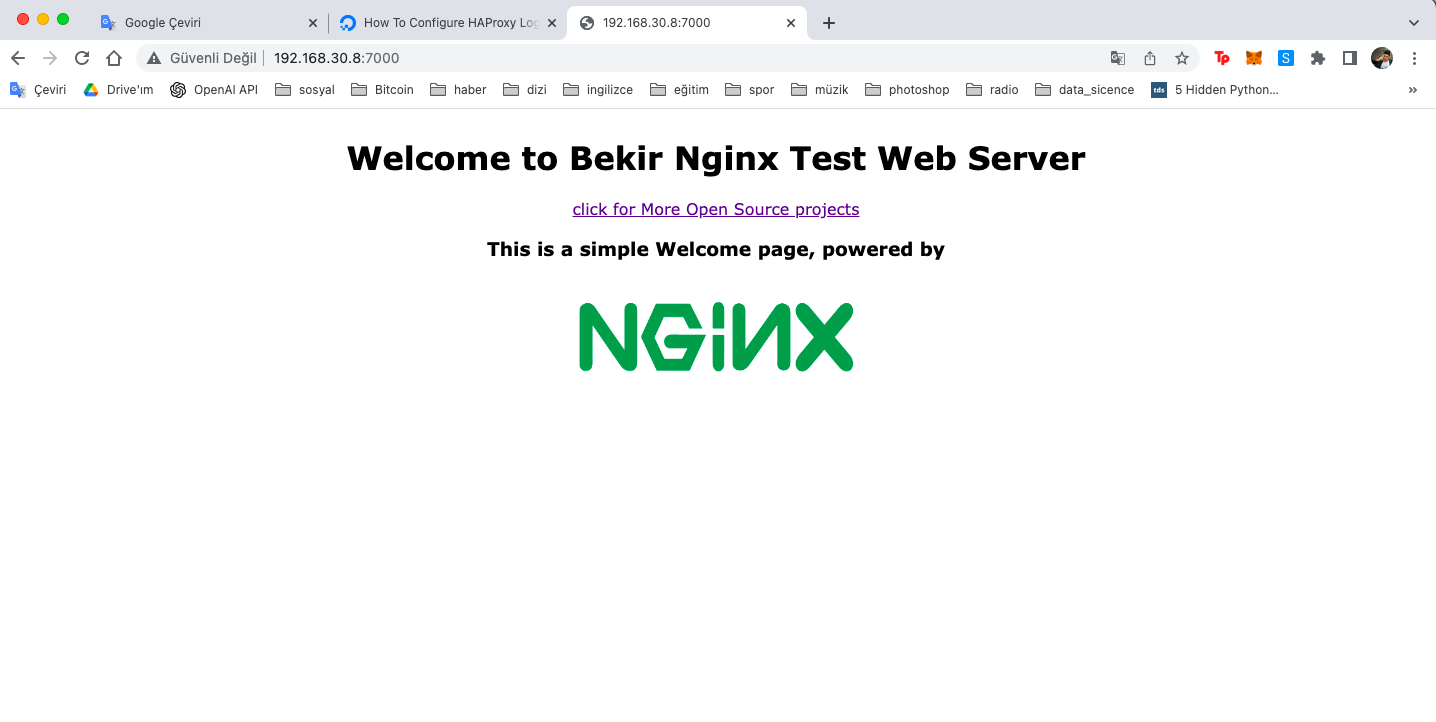 Google Çeviri
How To Configure HAProxy Log
192.168.30.8:7000
Güvenli Değil
192.168.30.8:7000
Tp
S
Çeviri
Drive'ım
OpenAI API
sosyal
Bitcoin
haber
dizi
ingilizce
eğitim
spor
müzik
photoshop
radio
data_sicence
tds
5 Hidden Python...
Welcome to Bekir Nginx Test Web Server
click for More Open Source projects
This is a simple Welcome page, powered by
NGINX